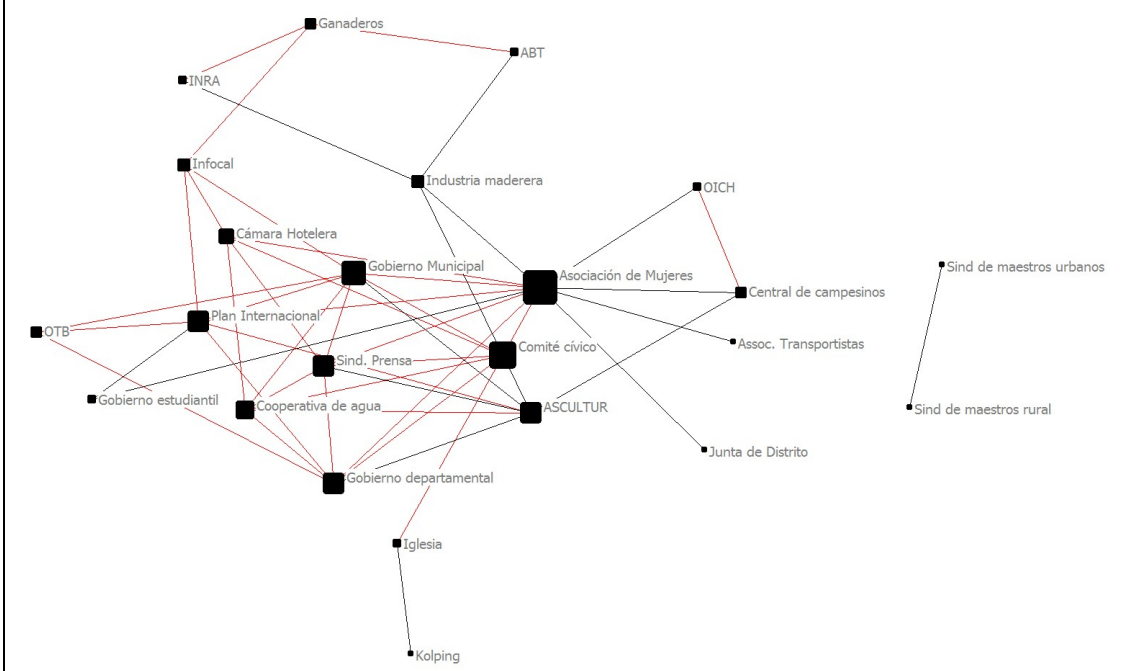 Ganaderos
ABT
INRA
Infocal
Industria maderera
OICH
Cámara Hotelera
Gobierno Municipal
Asociación de Mujeres
Sind de maestros urbanos
Central de campesinos
Plan Internacional
OTB
Assoc. Transportistas
Comité cívico
Sind. Prensa
Gobierno estudiantil
Cooperativa de agua
ASCULTUR
Sind de maestros rural
Junta de Distrito
Gobierno departamental
Iglesia
Kolping